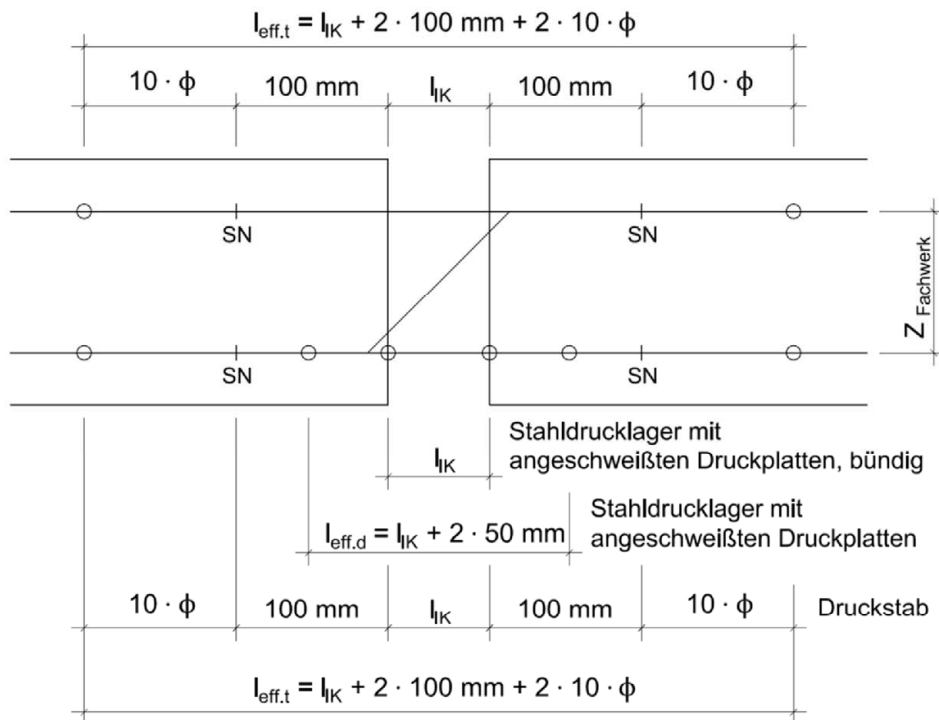 l_eff.t = l_IK + 2 · 100 mm + 2 · 10 · ϕ
10 · ϕ 100 mm l_IK 100 mm 10 · ϕ
SN SN
Z_Fachwerk
SN SN
l_IK
Stahldrucklager mit
angeschweißten Druckplatten, bündig
l_eff.d = l_IK + 2 · 50 mm
Stahldrucklager mit
angeschweißten Druckplatten
10 · ϕ 100 mm l_IK 100 mm 10 · ϕ Druckstab
l_eff.t = l_IK + 2 · 100 mm + 2 · 10 · ϕ